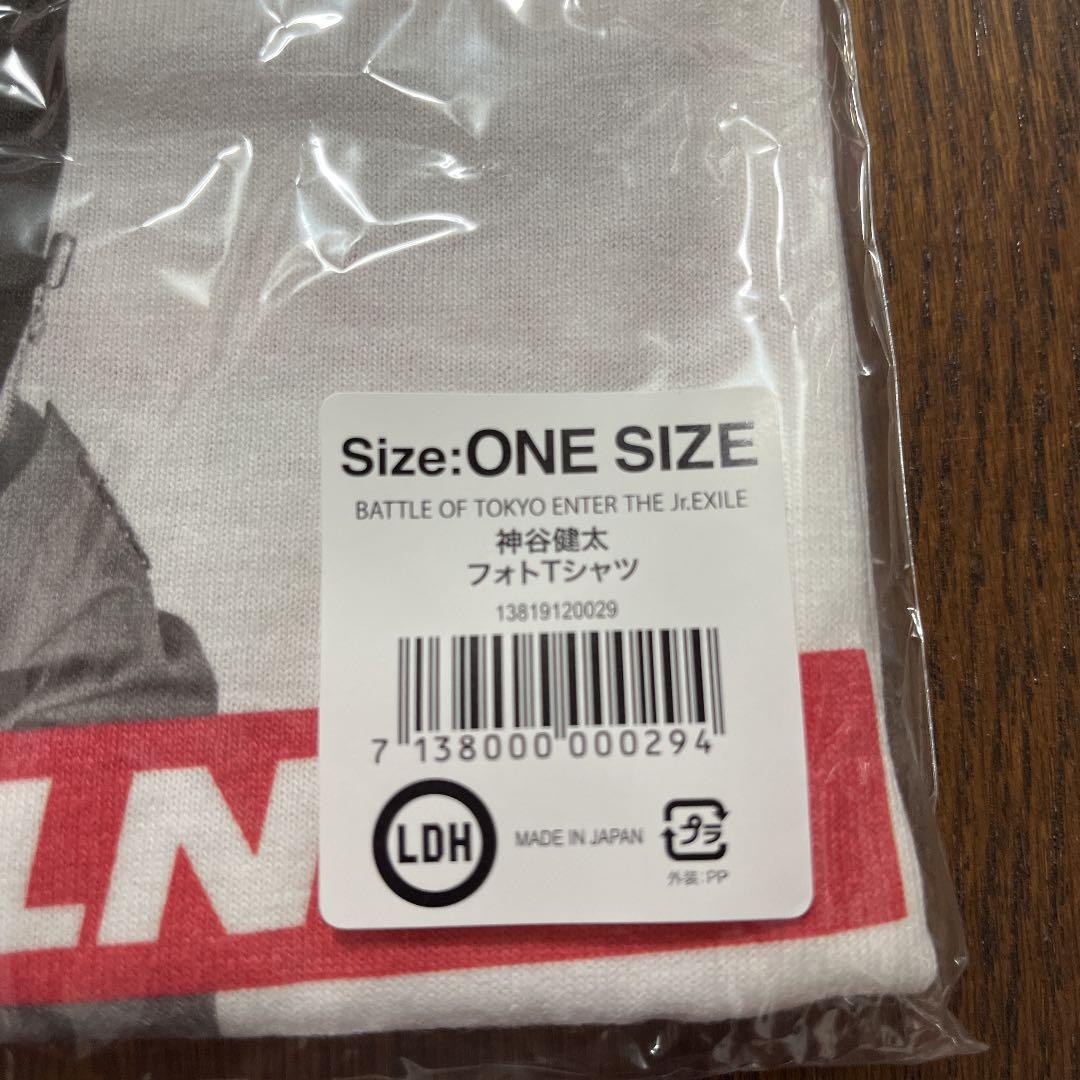 Size:ONE SIZE
BATTLE OF TOKYO ENTER THE Jr.EXILE
神谷健太
フォトTシャツ
13819120029
7 138000 000294
LDH
MADE IN JAPAN
プラ
外装:PP
LN